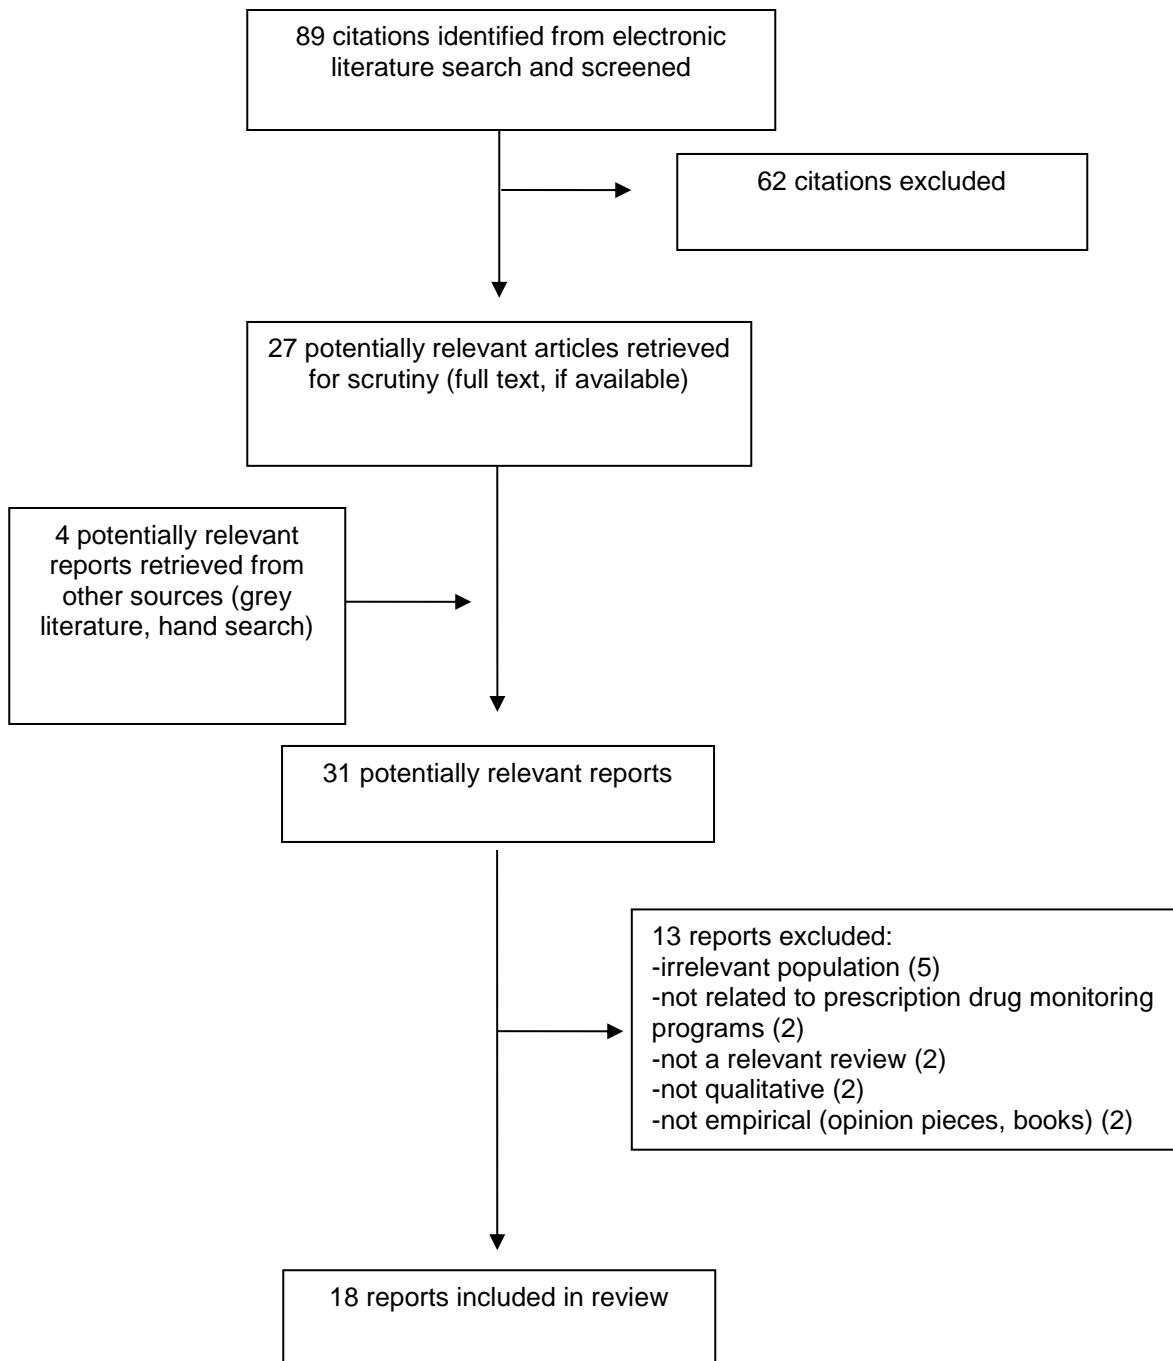 89 citations identified from electronic
literature search and screened
62 citations excluded
27 potentially relevant articles retrieved
for scrutiny (full text, if available)
4 potentially relevant
reports retrieved from
other sources (grey
literature, hand search)
31 potentially relevant reports
13 reports excluded:
-irrelevant population (5)
-not related to prescription drug monitoring
programs (2)
-not a relevant review (2)
-not qualitative (2)
-not empirical (opinion pieces, books) (2)
18 reports included in review